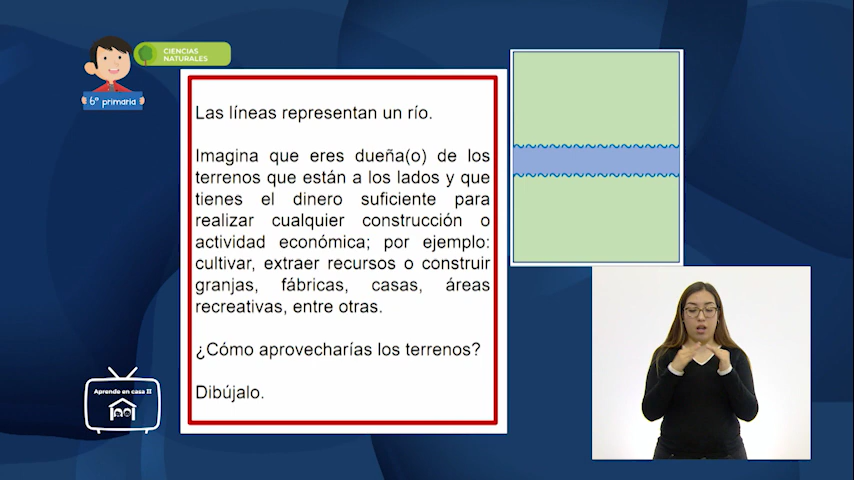 CIENCIAS
NATURALES
6° primaria
Las líneas representan un río.
Imagina que eres dueña(o) de los
terrenos que están a los lados y que
tienes el dinero suficiente para
realizar cualquier construcción o
actividad económica; por ejemplo:
cultivar, extraer recursos o construir
granjas, fábricas, casas, áreas
recreativas, entre otras.
¿Cómo aprovecharías los terrenos?
Dibújalo.
Aprende en casa II